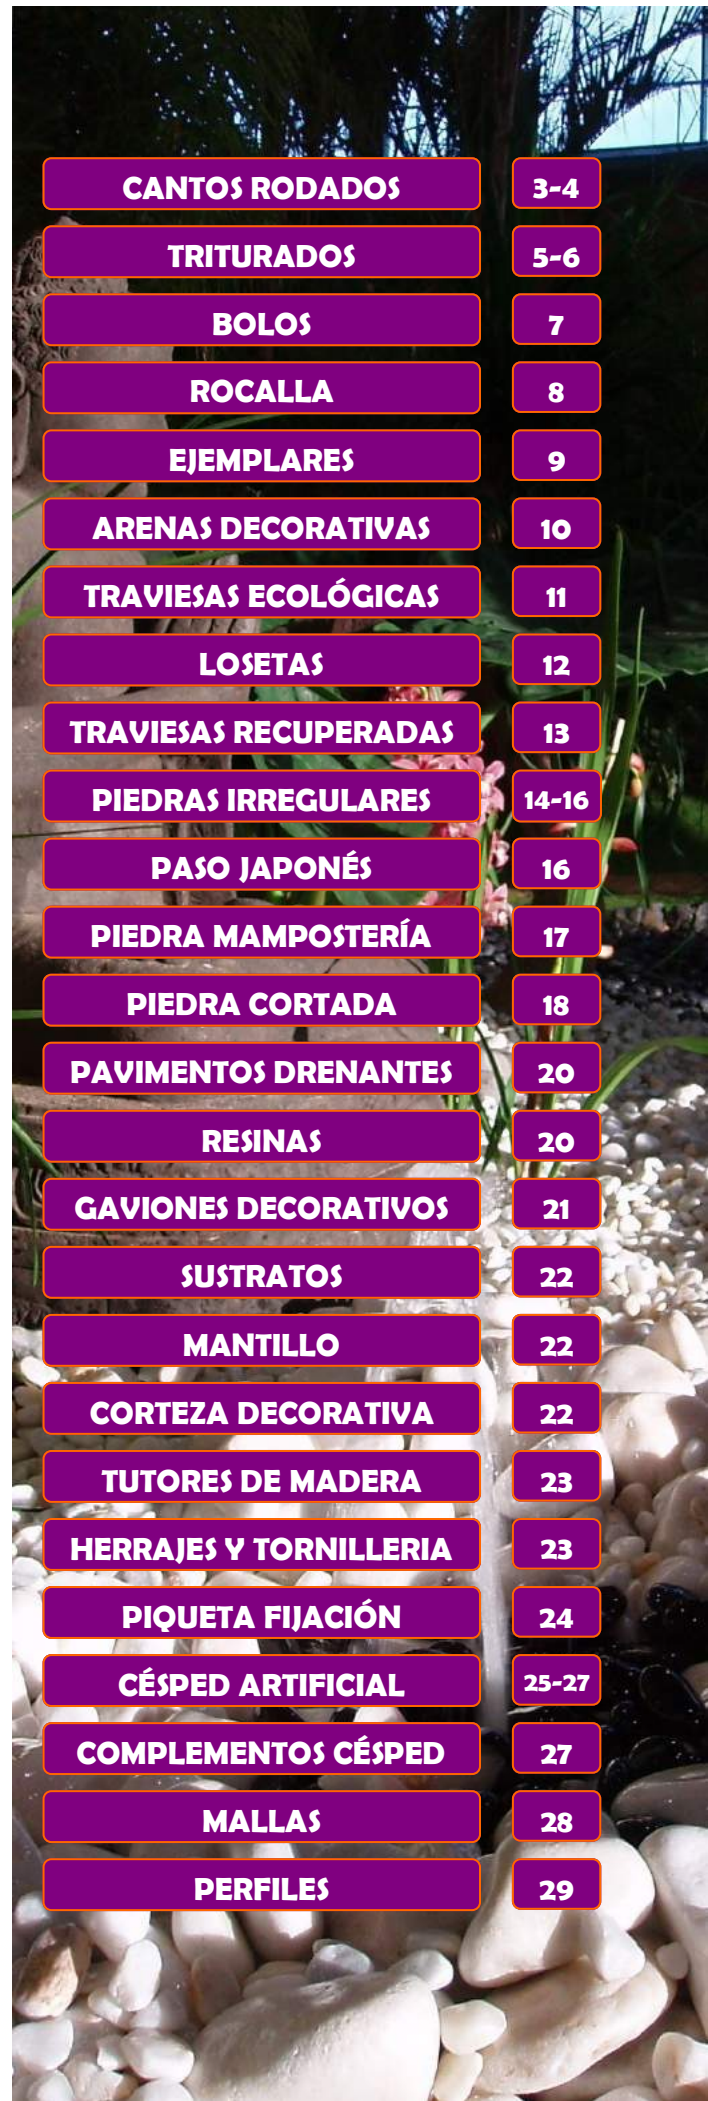 CANTOS RODADOS 3-4
TRITURADOS 5-6
BOLOS 7
ROCALLA 8
EJEMPLARES 9
ARENAS DECORATIVAS 10
TRAVIESAS ECOLÓGICAS 11
LOSETAS 12
TRAVIESAS RECUPERADAS 13
PIEDRAS IRREGULARES 14-16
PASO JAPONÉS 16
PIEDRA MAMPOSTERÍA 17
PIEDRA CORTADA 18
PAVIMENTOS DRENANTES 20
RESINAS 20
GAVIONES DECORATIVOS 21
SUSTRATOS 22
MANTILLO 22
CORTEZA DECORATIVA 22
TUTORES DE MADERA 23
HERRAJES Y TORNILLERIA 23
PIQUETA FIJACIÓN 24
CÉSPED ARTIFICIAL 25-27
COMPLEMENTOS CÉSPED 27
MALLAS 28
PERFILES 29